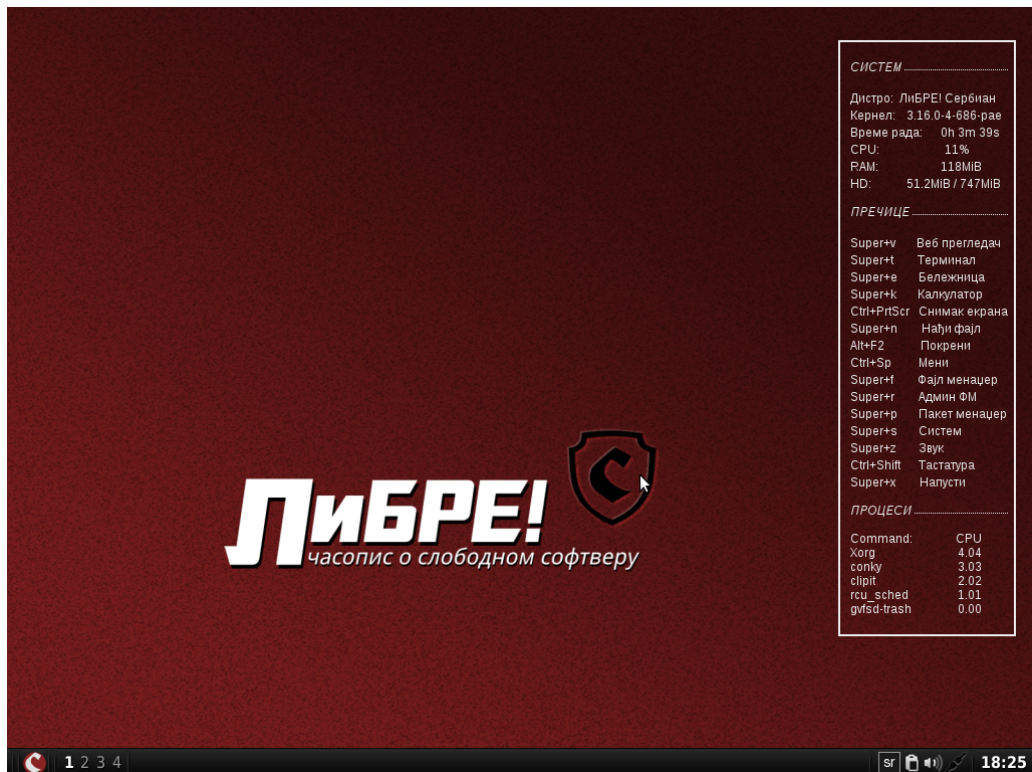 СИСТЕМ
Дистро: ЛиБРЕ! Сербиан
Кернел: 3.16.0-4-686-pae
Време рада: 0h 3m 39s
CPU: 11%
RAM: 118MiB
HD: 51.2MiB / 747MiB
ПРЕЧИЦЕ
Super+v Веб прегледач
Super+t Терминал
Super+e Бележница
Super+k Калкулатор
Ctrl+PrtScr Снимак екрана
Super+n Нађи фајл
Alt+F2 Покрени
Ctrl+Sp Мени
Super+f Фајл менаџер
Super+r Админ ФМ
Super+p Пакет менаџер
Super+s Систем
Super+z Звук
Ctrl+Shift Тастатура
Super+x Напусти
ПРОЦЕСИ
Command: CPU
Xorg 4.04
conky 3.03
clipit 2.02
rcu_sched 1.01
gvfsd-trash 0.00
ЛиБРЕ!
часопис о слободном софтверу
1 2 3 4
sr 18:25